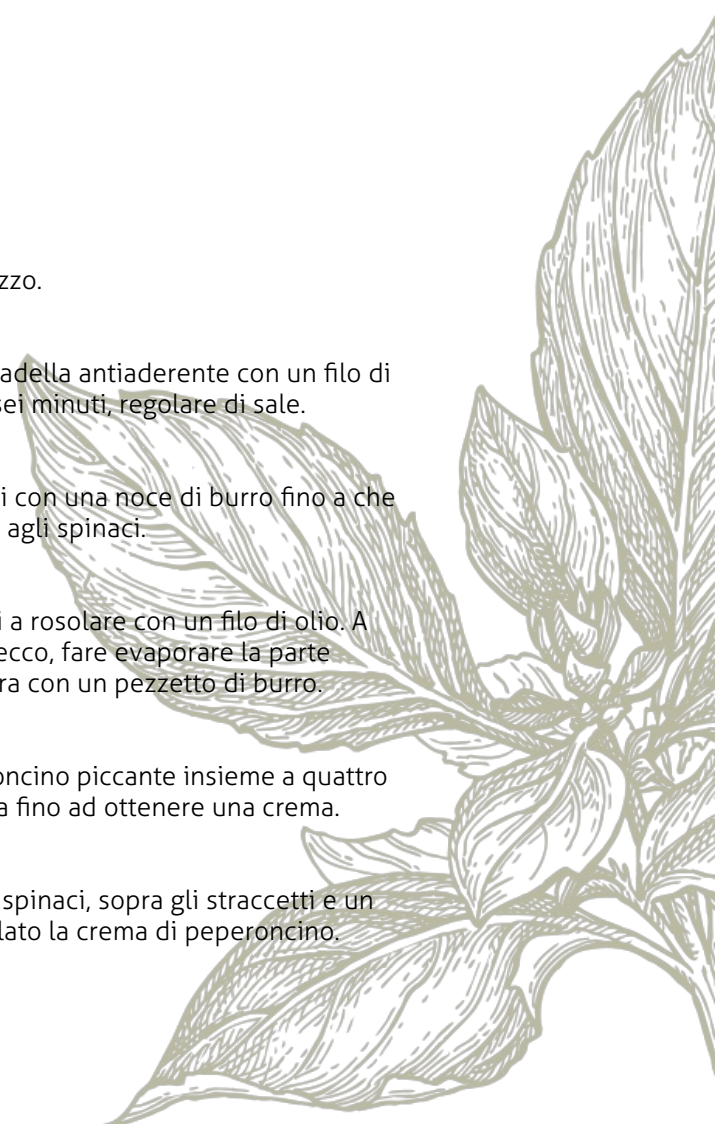 zzo.
adella antiaderente con un filo di
sei minuti, regolare di sale.
i con una noce di burro fino a che
agli spinaci.
i a rosolare con un filo di olio. A
ecco, fare evaporare la parte
ra con un pezzetto di burro.
oncino piccante insieme a quattro
a fino ad ottenere una crema.
spinaci, sopra gli straccetti e un
lato la crema di peperoncino.